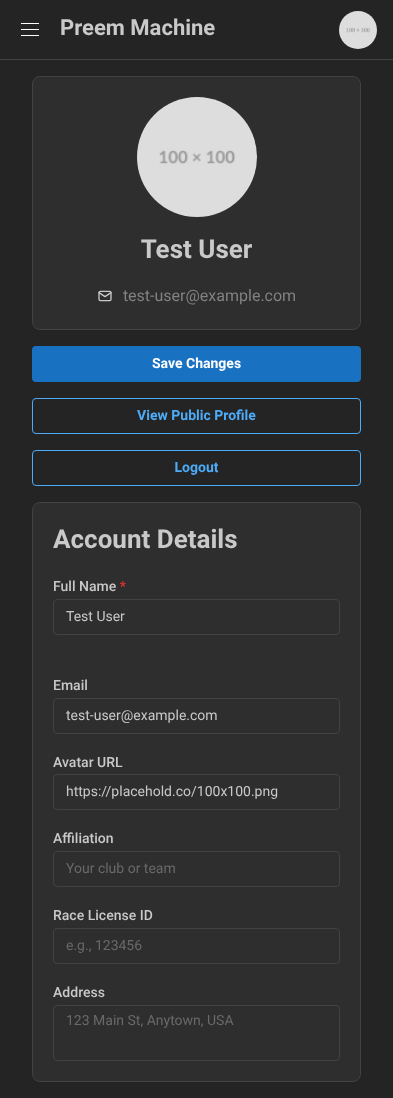 Preem Machine
100 × 100
100 × 100
Test User
test-user@example.com
Save Changes
View Public Profile
Logout
Account Details
Full Name *
Test User
Email
test-user@example.com
Avatar URL
https://placehold.co/100x100.png
Affiliation
Your club or team
Race License ID
e.g., 123456
Address
123 Main St, Anytown, USA